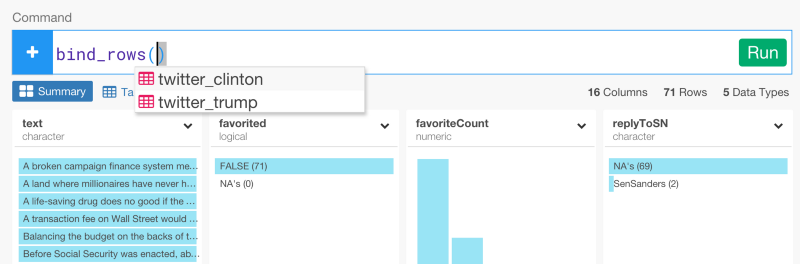 Command
+ bind_rows() Run
twitter_clinton
twitter_trump
Summary Ta 16 Columns 71 Rows 5 Data Types
text favorited favoriteCount replyToSN
character logical numeric character
A broken campaign finance system me... FALSE (71) NA's (69)
A land where millionaires have never h... NA's (0) SenSanders (2)
A life-saving drug does no good if the ...
A transaction fee on Wall Street would ...
Balancing the budget on the backs of t...
Before Social Security was enacted, ab...